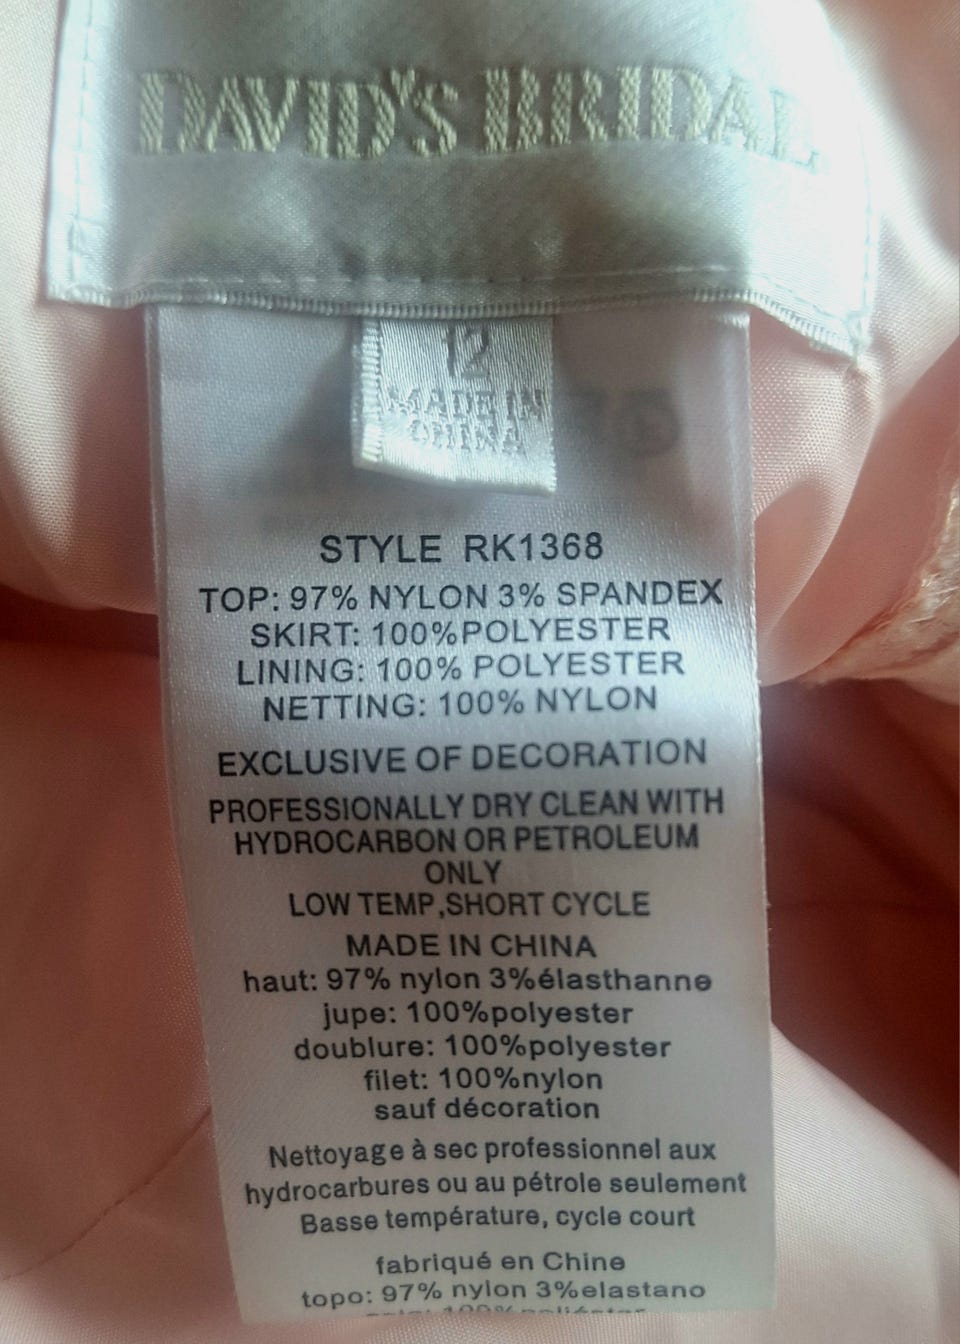 DAVID'S BRIDAL
12
MADE IN
CHINA
STYLE RK1368
TOP: 97% NYLON 3% SPANDEX
SKIRT: 100%POLYESTER
LINING: 100% POLYESTER
NETTING: 100% NYLON
EXCLUSIVE OF DECORATION
PROFESSIONALLY DRY CLEAN WITH
HYDROCARBON OR PETROLEUM
ONLY
LOW TEMP,SHORT CYCLE
MADE IN CHINA
haut: 97% nylon 3%élasthanne
jupe: 100%polyester
doublure: 100%polyester
filet: 100%nylon
sauf décoration
Nettoyage à sec professionnel aux
hydrocarbures ou au pétrole seulement
Basse température, cycle court
fabriqué en Chine
topo: 97% nylon 3%elastano
100%